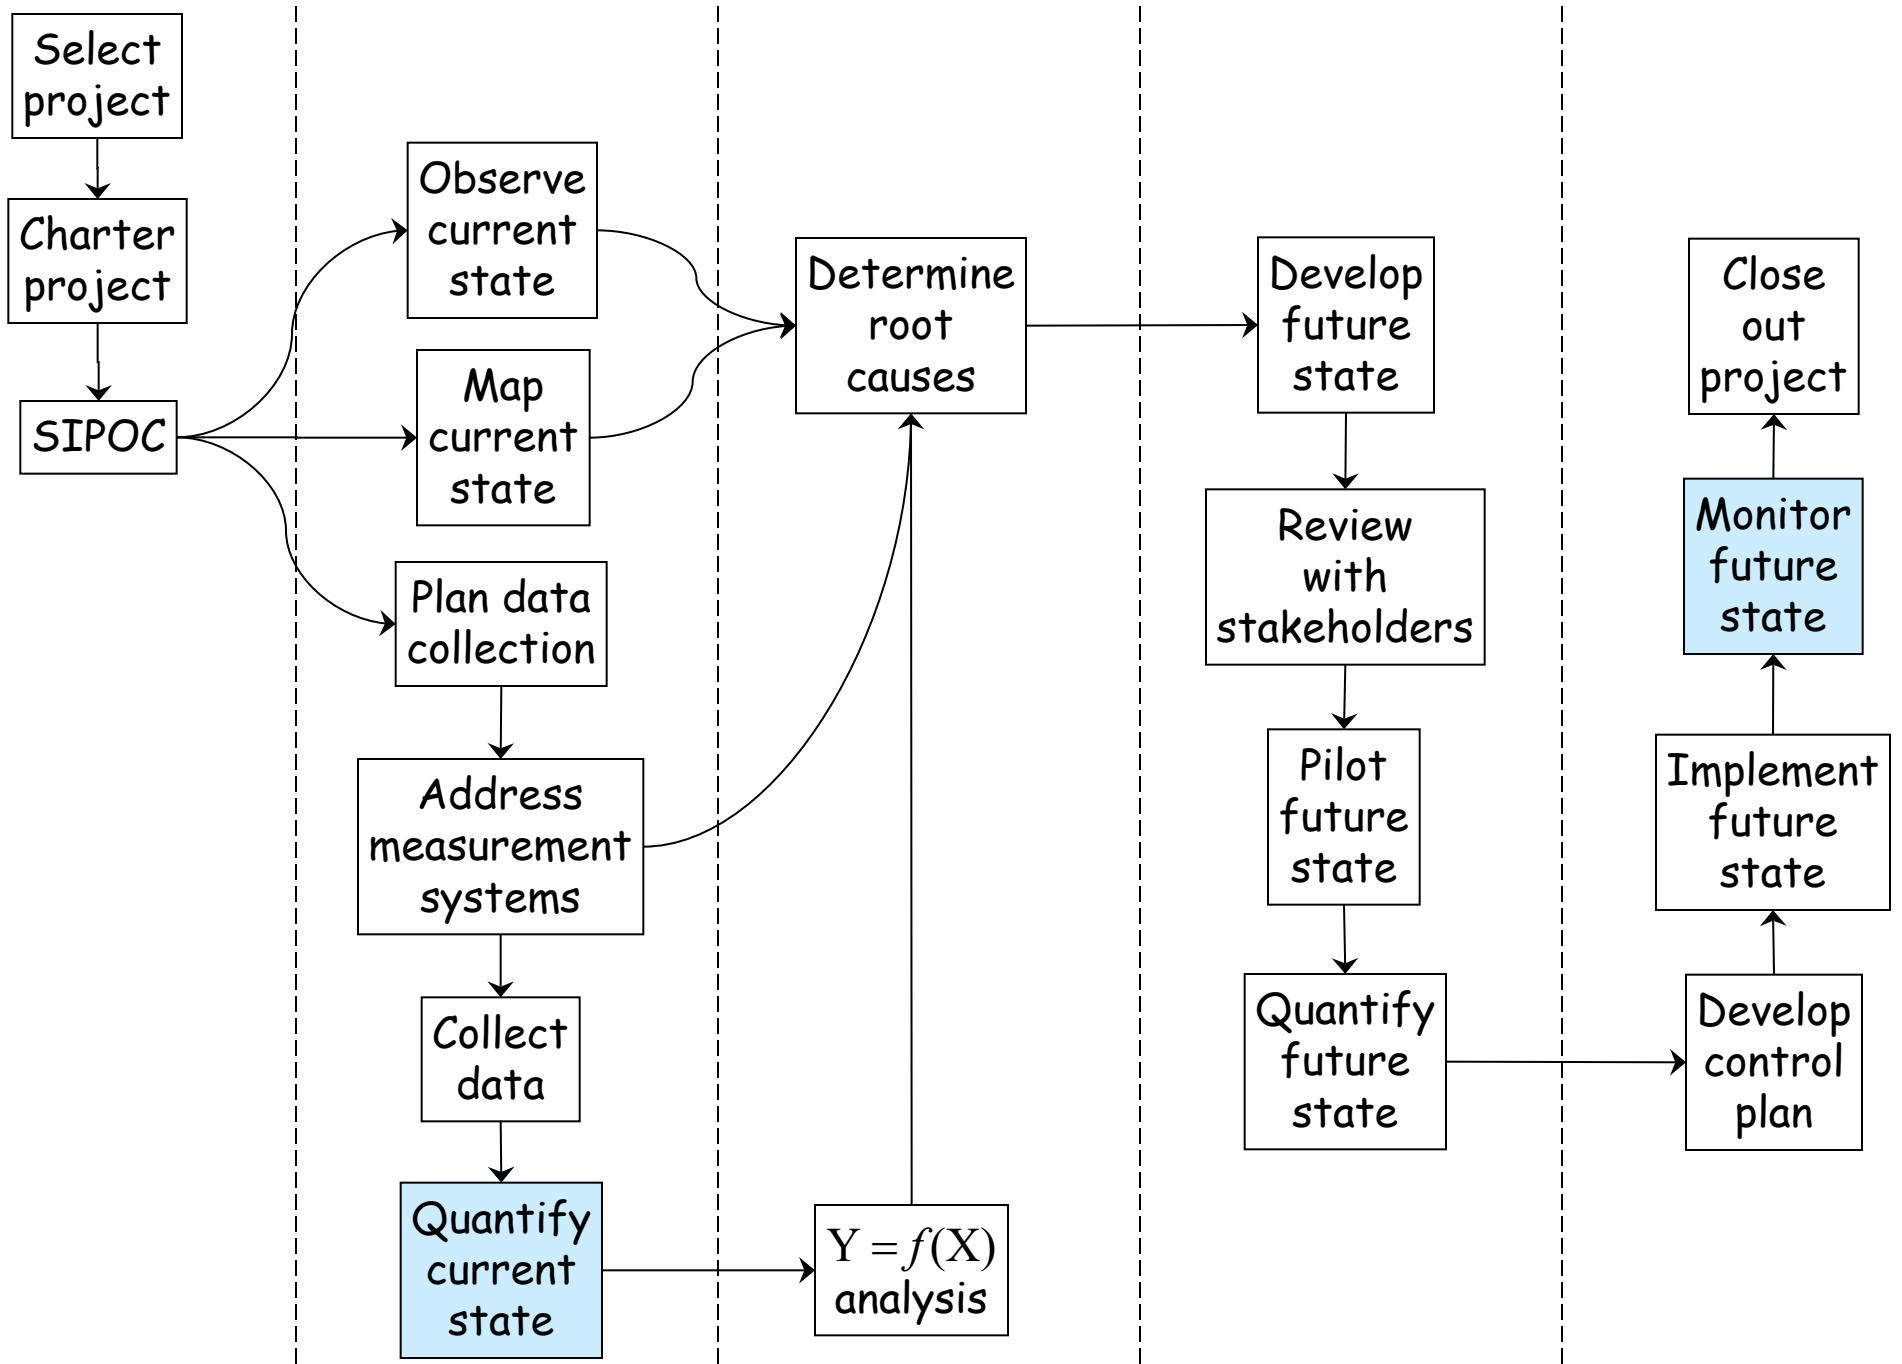 Select
project
Charter
project
SIPOC
Observe
current
state
Map
current
state
Plan data
collection
Address
measurement
systems
Collect
data
Quantify
current
state
Determine
root
causes
Y = f(X)
analysis
Develop
future
state
Review
with
stakeholders
Pilot
future
state
Quantify
future
state
Close
out
project
Monitor
future
state
Implement
future
state
Develop
control
plan